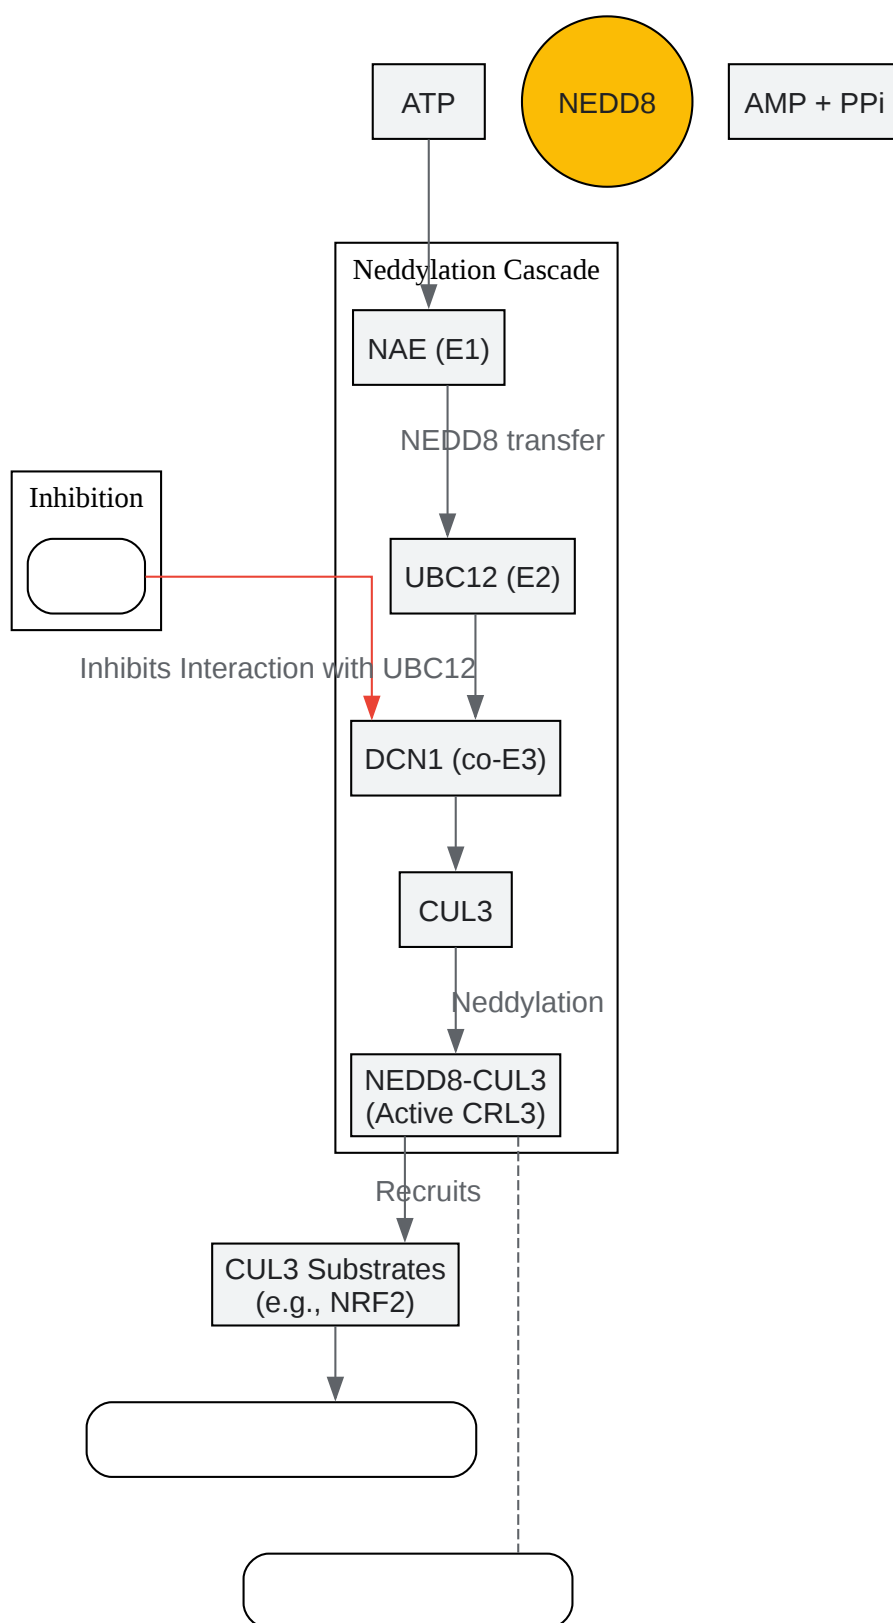 ATP
NEDD8
AMP + PPi
Neddylation Cascade
NAE (E1)
NEDD8 transfer
Inhibition
UBC12 (E2)
Inhibits Interaction with UBC12
DCN1 (co-E3)
CUL3
Neddylation
NEDD8-CUL3
(Active CRL3)
Recruits
CUL3 Substrates
(e.g., NRF2)